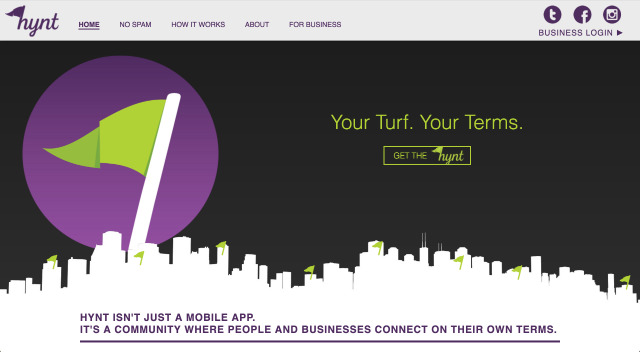 hynt
HOME NO SPAM HOW IT WORKS ABOUT FOR BUSINESS
BUSINESS LOGIN ▶
Your Turf. Your Terms.
GET THE hynt
HYNT ISN'T JUST A MOBILE APP.
IT'S A COMMUNITY WHERE PEOPLE AND BUSINESSES CONNECT ON THEIR OWN TERMS.